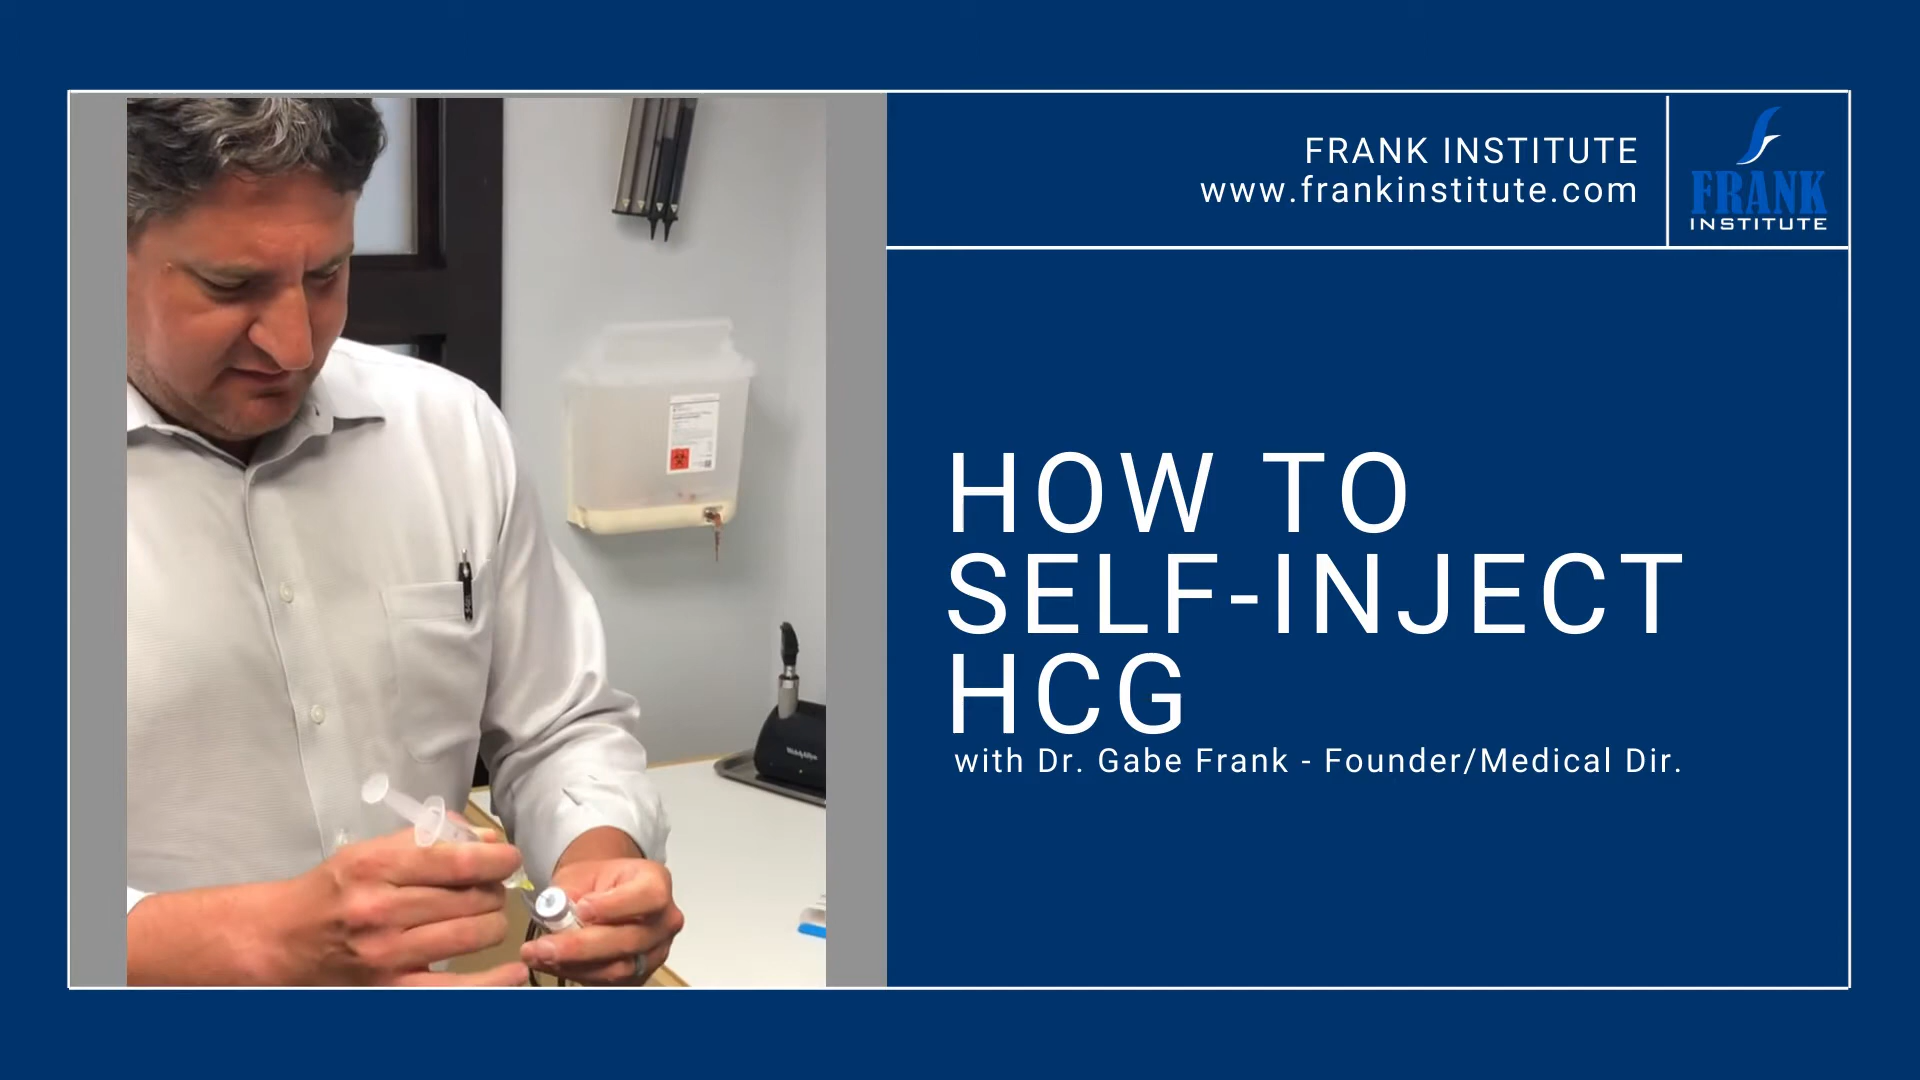 FRANK INSTITUTE
www.frankinstitute.com
FRANK
INSTITUTE
HOW TO
SELF-INJECT
HCG
with Dr. Gabe Frank - Founder/Medical Dir.
WelchAllyn